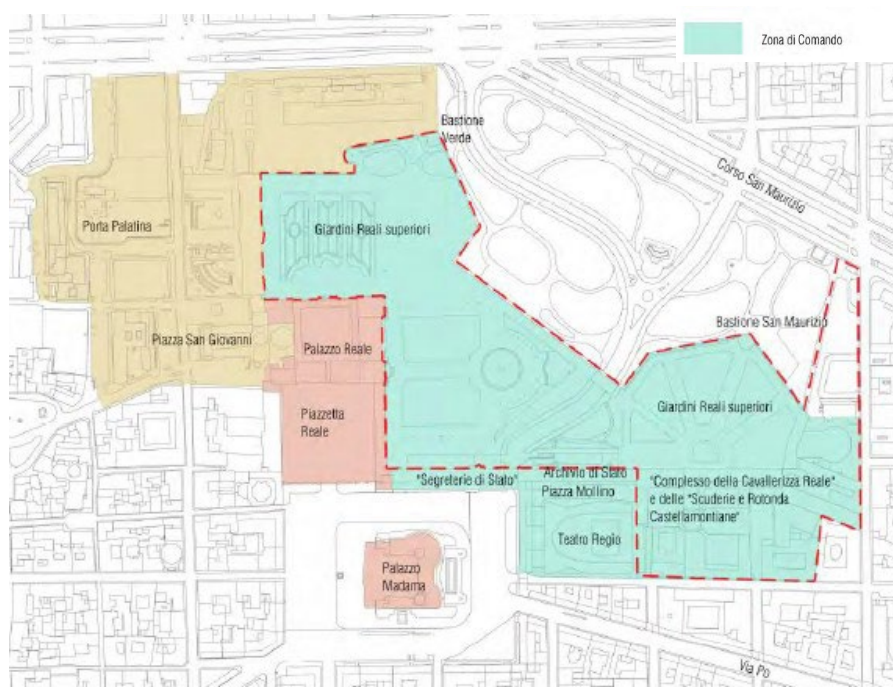 Zona di Comando
Bastione
Verde
Corso San Maurizio
Porta Palatina
Giardini Reali superiori
Bastione San Maurizio
Piazza San Giovanni
Palazzo Reale
Giardini Reali superiori
Piazzetta
Reale
"Segreterie di Stato"
Archivio di Stato
Piazza Mollino
"Complesso della Cavallerizza Reale"
e delle "Scuderie e Rotonda
Castellamontiane"
Teatro Regio
Palazzo
Madama
Via Po